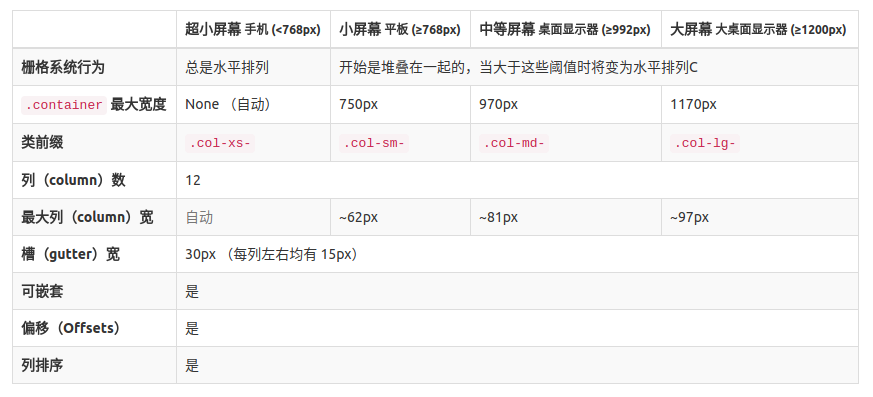 超小屏幕 手机 (<768px) 小屏幕 平板 (≥768px) 中等屏幕 桌面显示器 (≥992px) 大屏幕 大桌面显示器 (≥1200px)
栅格系统行为 总是水平排列 开始是堆叠在一起的，当大于这些阈值时将变为水平排列C
.container 最大宽度 None （自动） 750px 970px 1170px
类前缀 .col-xs- .col-sm- .col-md- .col-lg-
列（column）数 12
最大列（column）宽 自动 ~62px ~81px ~97px
槽（gutter）宽 30px （每列左右均有 15px）
可嵌套 是
偏移（Offsets） 是
列排序 是